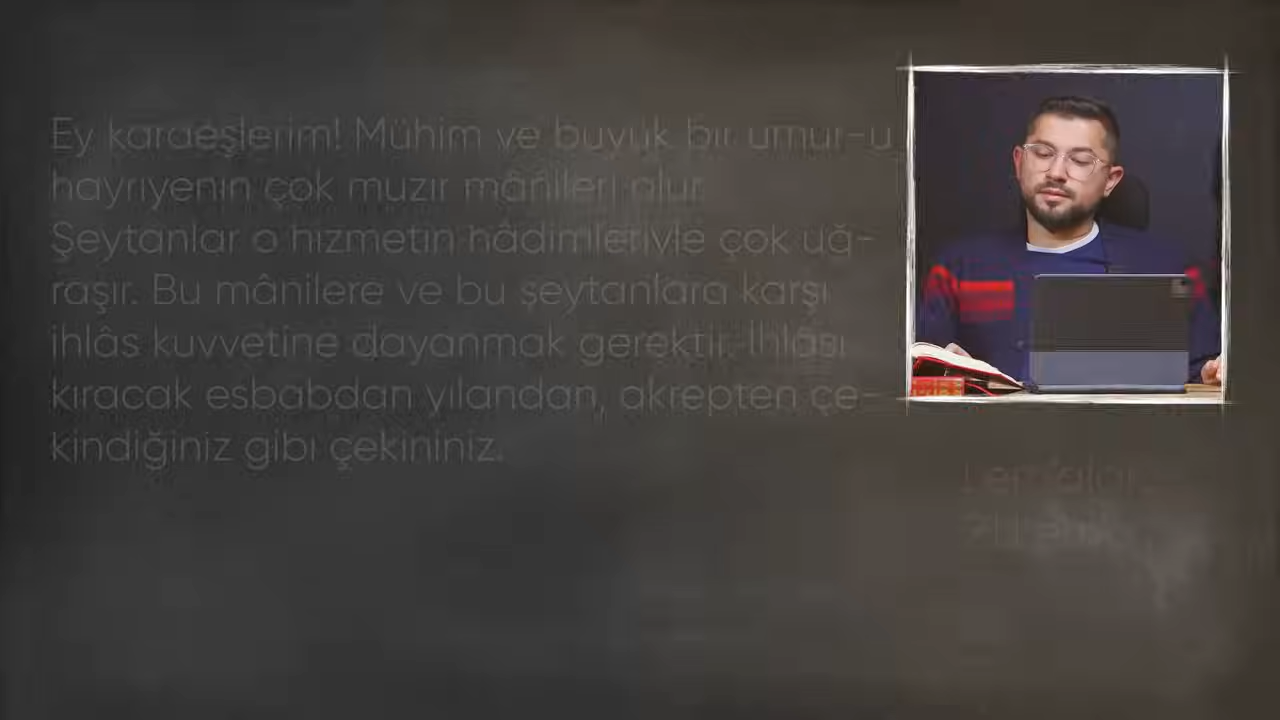 Ey kardeşlerim! Mühim ve büyük bir umur-u
hayriyenin çok muzır mânileri olur.
Şeytanlar o hizmetin hâdimleriyle çok uğ-
raşır. Bu mânilere ve bu şeytanlara karşı
ihlâs kuvvetine dayanmak gerektir. İhlâsı
kıracak esbabdan yılandan, akrepten çe-
kindiğiniz gibi çekininiz.
Lem'alar